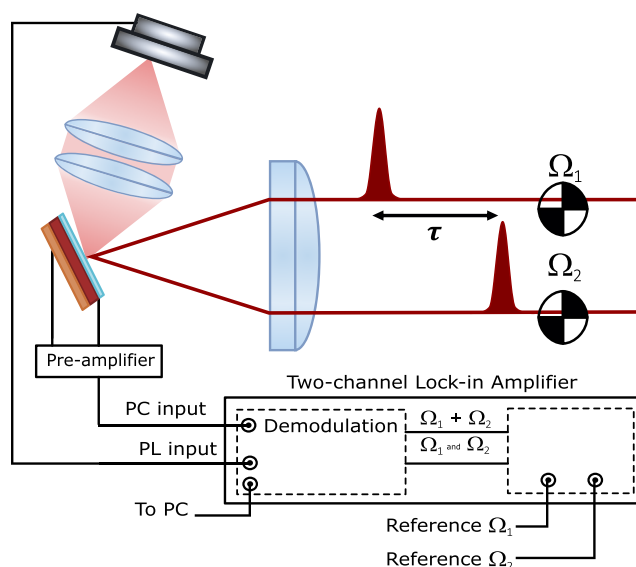 Ω₁
τ
Ω₂
Pre-amplifier
Two-channel Lock-in Amplifier
PC input
Demodulation
Ω₁ + Ω₂
PL input
Ω₁ and Ω₂
To PC
Reference Ω₁
Reference Ω₂